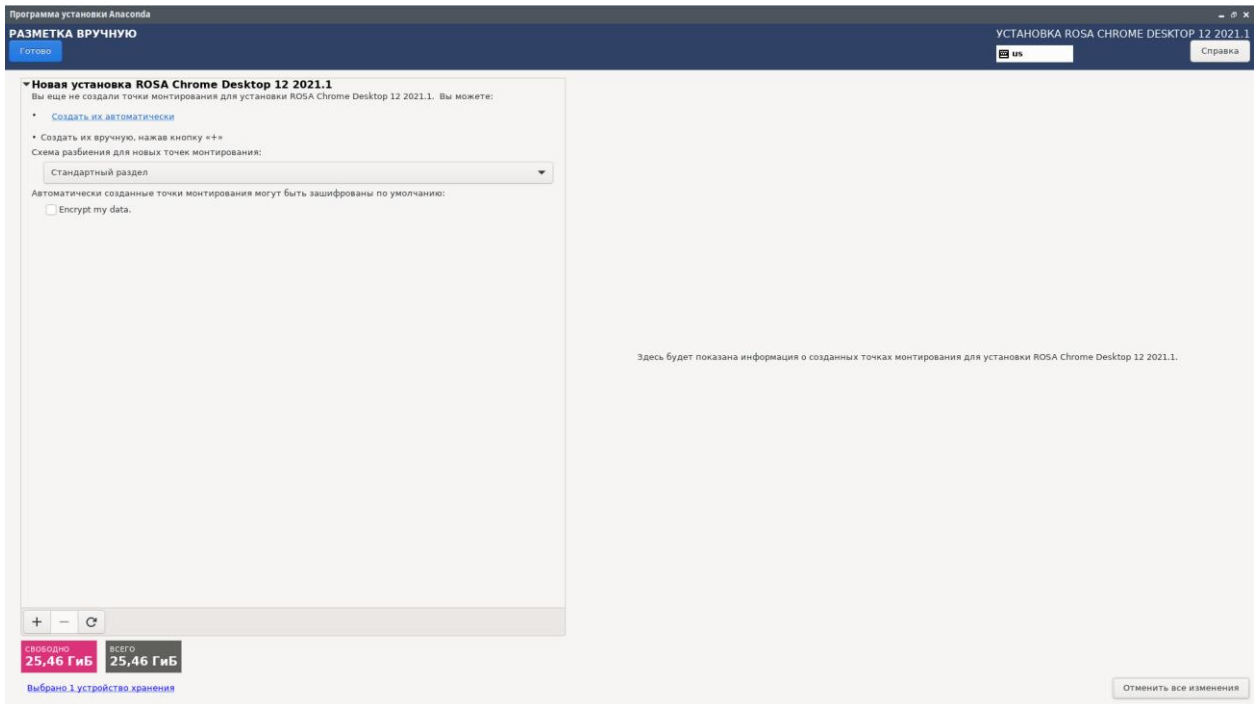 Программа установки Anaconda
РАЗМЕТКА ВРУЧНУЮ
УСТАНОВКА ROSA CHROME DESKTOP 12 2021.1
Готово
us
Справка
Новая установка ROSA Chrome Desktop 12 2021.1
Вы еще не создали точки монтирования для установки ROSA Chrome Desktop 12 2021.1. Вы можете:
• Создать их автоматически
• Создать их вручную, нажав кнопку «+»
Схема разбиения для новых точек монтирования:
Стандартный раздел
Автоматически созданные точки монтирования могут быть зашифрованы по умолчанию:
Encrypt my data.
Здесь будет показана информация о созданных точках монтирования для установки ROSA Chrome Desktop 12 2021.1.
СВОБОДНО
25,46 ГиБ
ВСЕГО
25,46 ГиБ
Выбрано 1 устройство хранения
Отменить все изменения